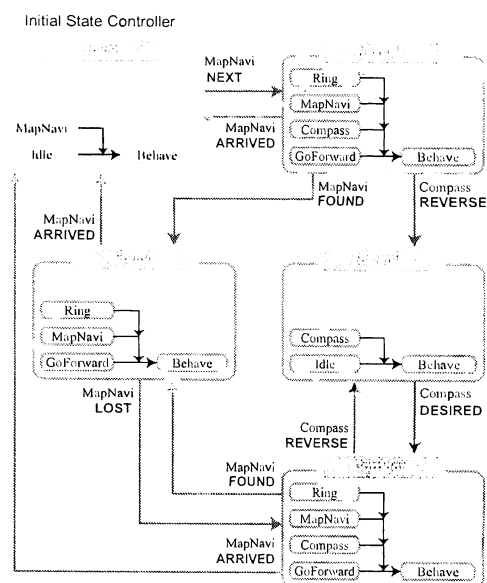 Initial State Controller
MapNavi
NEXT
MapNavi
ARRIVED
Ring
MapNavi
Compass
GoForward
Behave
MapNavi
Idle
Behave
MapNavi
FOUND
Compass
REVERSE
MapNavi
ARRIVED
Ring
MapNavi
GoForward
Behave
Compass
Idle
Behave
MapNavi
LOST
Compass
REVERSE
Compass
DESIRED
MapNavi
FOUND
MapNavi
ARRIVED
Ring
MapNavi
Compass
GoForward
Behave